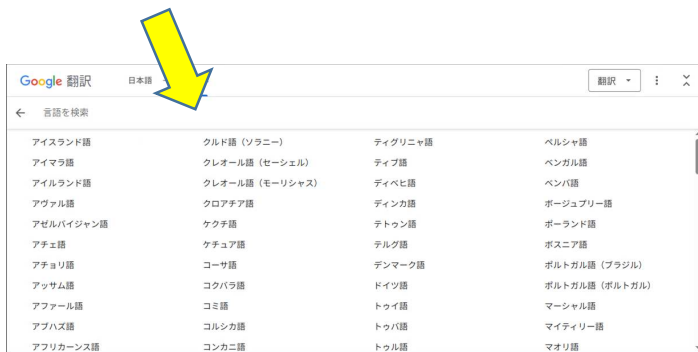 Google 翻訳
日本語
翻訳
言語を検索
アイスランド語
アイマラ語
アイルランド語
アヴァル語
アゼルバイジャン語
アチェ語
アチョリ語
アッサム語
アファール語
アブハズ語
アフリカーンス語
クルド語（ソラニー）
クレオール語（セーシェル）
クレオール語（モーリシャス）
クロアチア語
ケクチ語
ケチュア語
コーサ語
コクバラ語
コミ語
コルシカ語
コンカニ語
ティグリニャ語
ティブ語
ディベヒ語
ディンカ語
テトゥン語
テルグ語
デンマーク語
ドイツ語
トゥイ語
トゥバ語
トゥル語
ペルシャ語
ベンガル語
ベンバ語
ボージュプリー語
ポーランド語
ボスニア語
ポルトガル語（ブラジル）
ポルトガル語（ポルトガル）
マーシャル語
マイティリー語
マオリ語